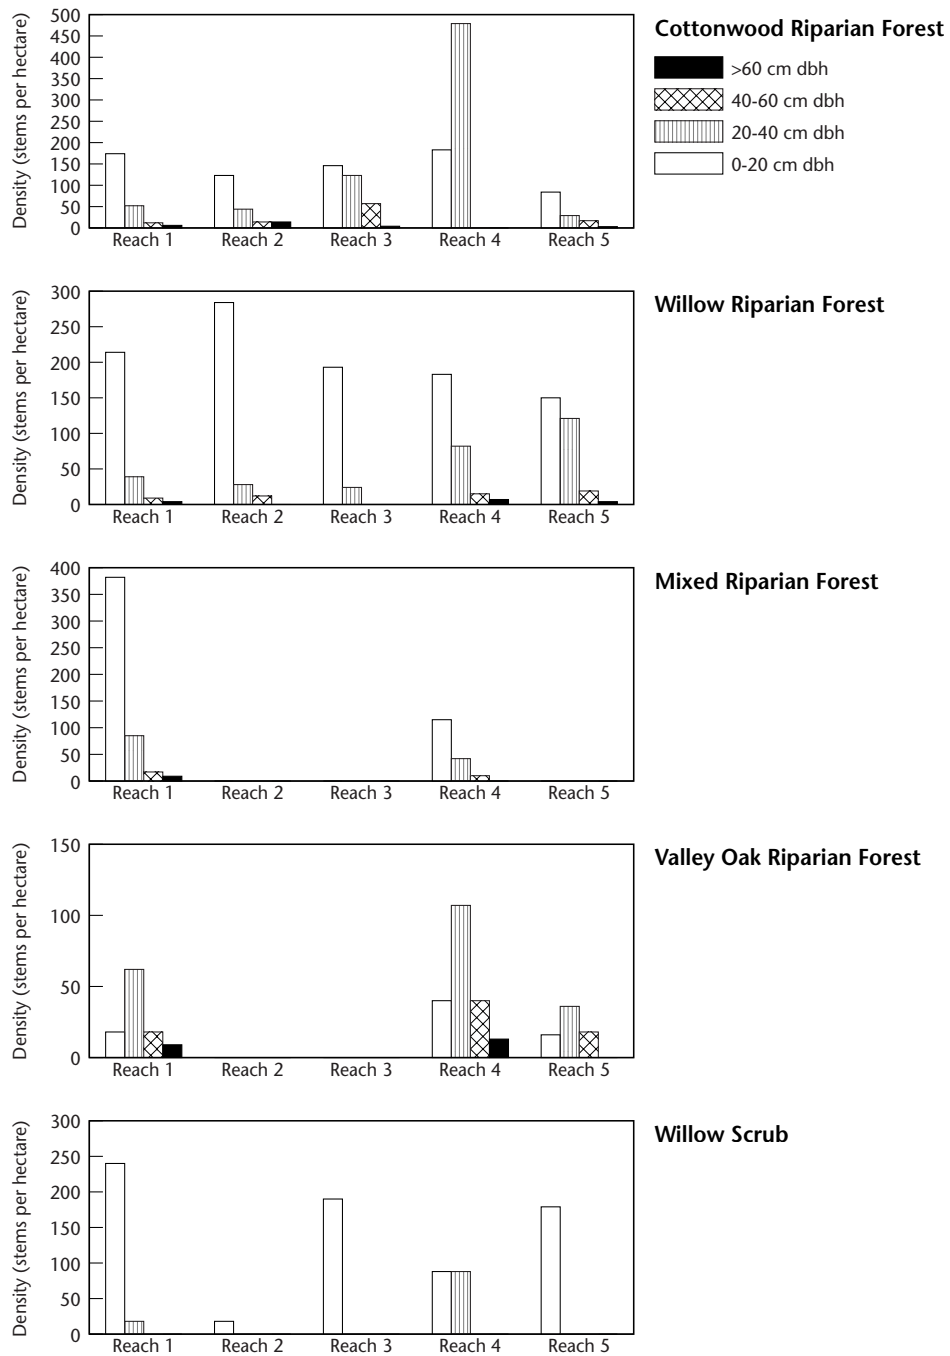 Density (stems per hectare)
500
450
400
350
300
250
200
150
100
50
0
Reach 1 Reach 2 Reach 3 Reach 4 Reach 5
Cottonwood Riparian Forest
>60 cm dbh
40-60 cm dbh
20-40 cm dbh
0-20 cm dbh
Density (stems per hectare)
300
250
200
150
100
50
0
Reach 1 Reach 2 Reach 3 Reach 4 Reach 5
Willow Riparian Forest
Density (stems per hectare)
400
350
300
250
200
150
100
50
0
Reach 1 Reach 2 Reach 3 Reach 4 Reach 5
Mixed Riparian Forest
Density (stems per hectare)
150
100
50
0
Reach 1 Reach 2 Reach 3 Reach 4 Reach 5
Valley Oak Riparian Forest
Density (stems per hectare)
300
250
200
150
100
50
0
Reach 1 Reach 2 Reach 3 Reach 4 Reach 5
Willow Scrub